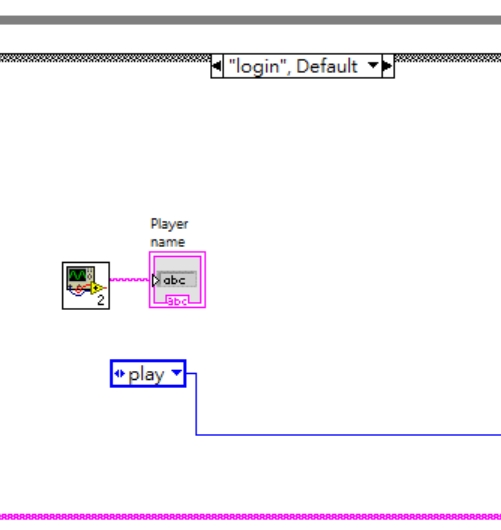 "login", Default
Player
name
abc
abc
2
play